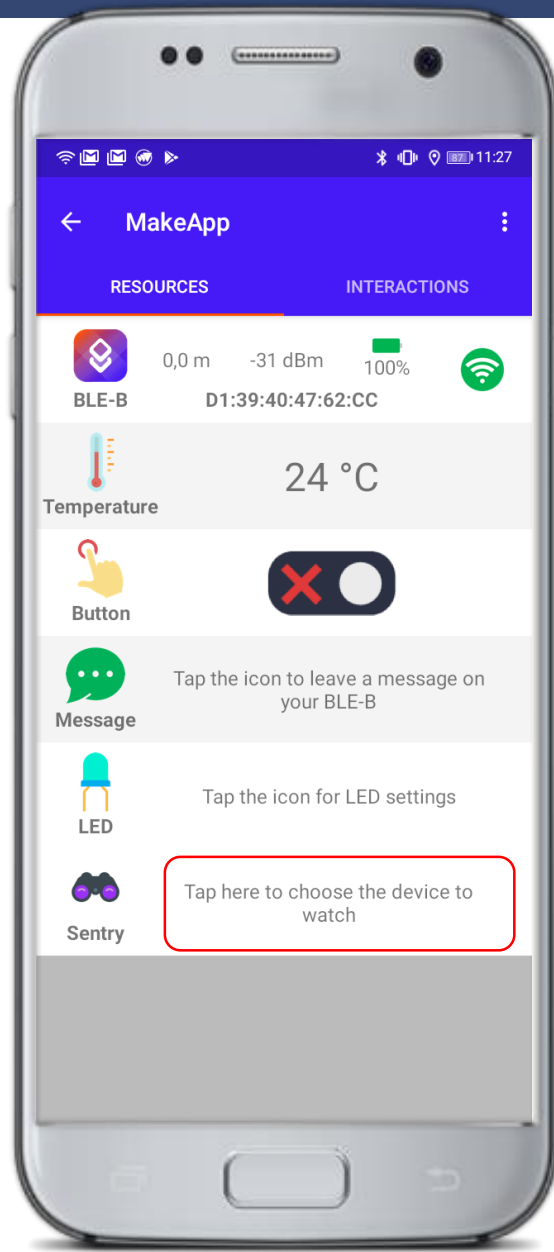 87 11:27
MakeApp
RESOURCES INTERACTIONS
0,0 m -31 dBm 100%
BLE-B D1:39:40:47:62:CC
24 °C
Temperature
Button
Tap the icon to leave a message on
your BLE-B
Message
Tap the icon for LED settings
LED
Tap here to choose the device to
watch
Sentry